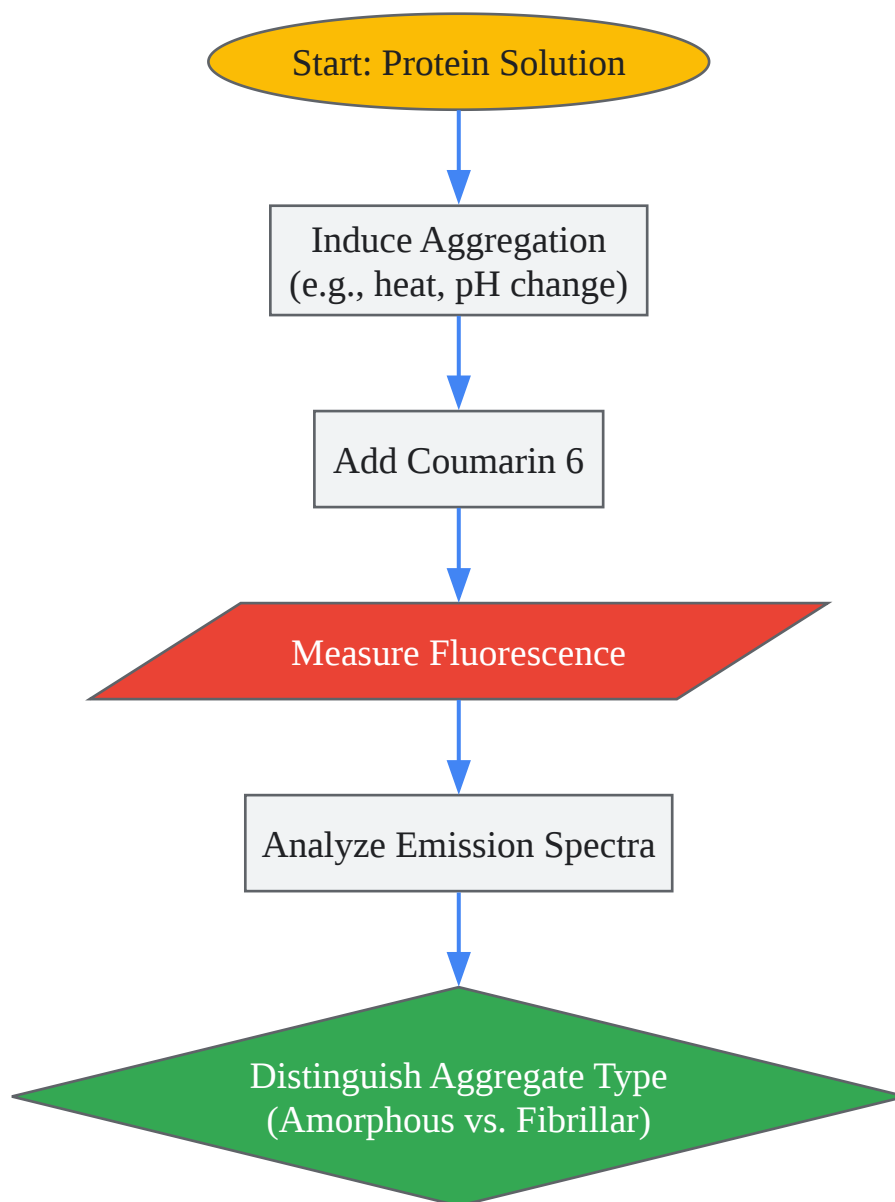 Start: Protein Solution
Induce Aggregation
(e.g., heat, pH change)
Add Coumarin 6
Measure Fluorescence
Analyze Emission Spectra
Distinguish Aggregate Type
(Amorphous vs. Fibrillar)